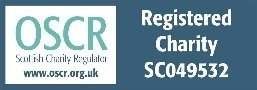 OSCR
Scottish Charity Regulator
www.oscr.org.uk
Registered
Charity
SC049532